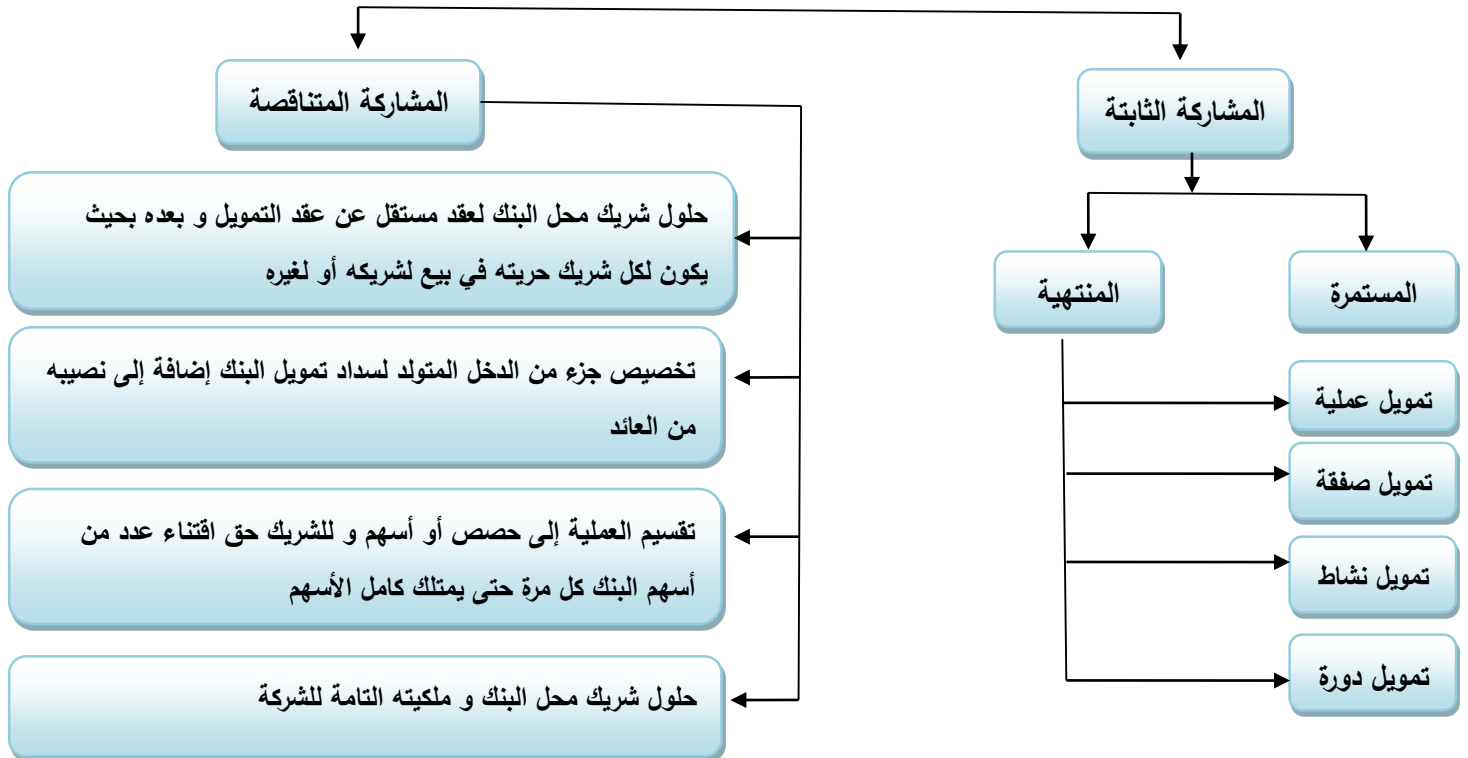 المشاركة الثابتة
المستمرة
المنتهية
تمويل عملية
تمويل صفقة
تمويل نشاط
تمويل دورة
المشاركة المتناقصة
حلول شريك محل البنك لعقد مستقل عن عقد التمويل و بعده بحيث
يكون لكل شريك حريته في بيع لشريكه أو لغيره
تخصيص جزء من الدخل المتولد لسداد تمويل البنك إضافة إلى نصيبه
من العائد
تقسيم العملية إلى حصص أو أسهم و للشريك حق اقتناء عدد من
أسهم البنك كل مرة حتى يمتلك كامل الأسهم
حلول شريك محل البنك و ملكيته التامة للشركة